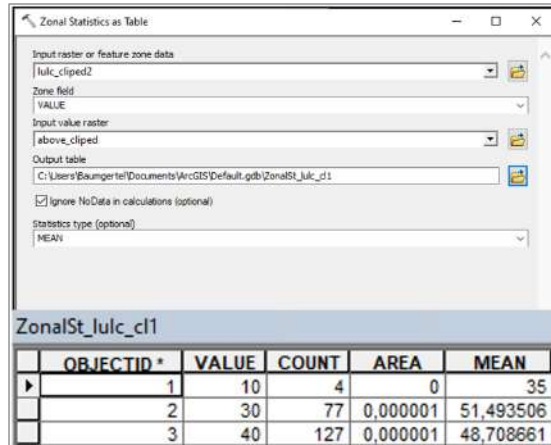 Zonal Statistics as Table
Input raster or feature zone data
lulc_cliped2
Zone field
VALUE
Input value raster
above_cliped
Output table
C:\Users\Baumgertel\Documents\ArcGIS\Default.gdb\ZonalSt_lulc_cl1
Ignore NoData in calculations (optional)
Statistics type (optional)
MEAN
ZonalSt_lulc_cl1
OBJECTID * VALUE COUNT AREA MEAN
1 10 4 0 35
2 30 77 0,000001 51,493506
3 40 127 0,000001 48,708661